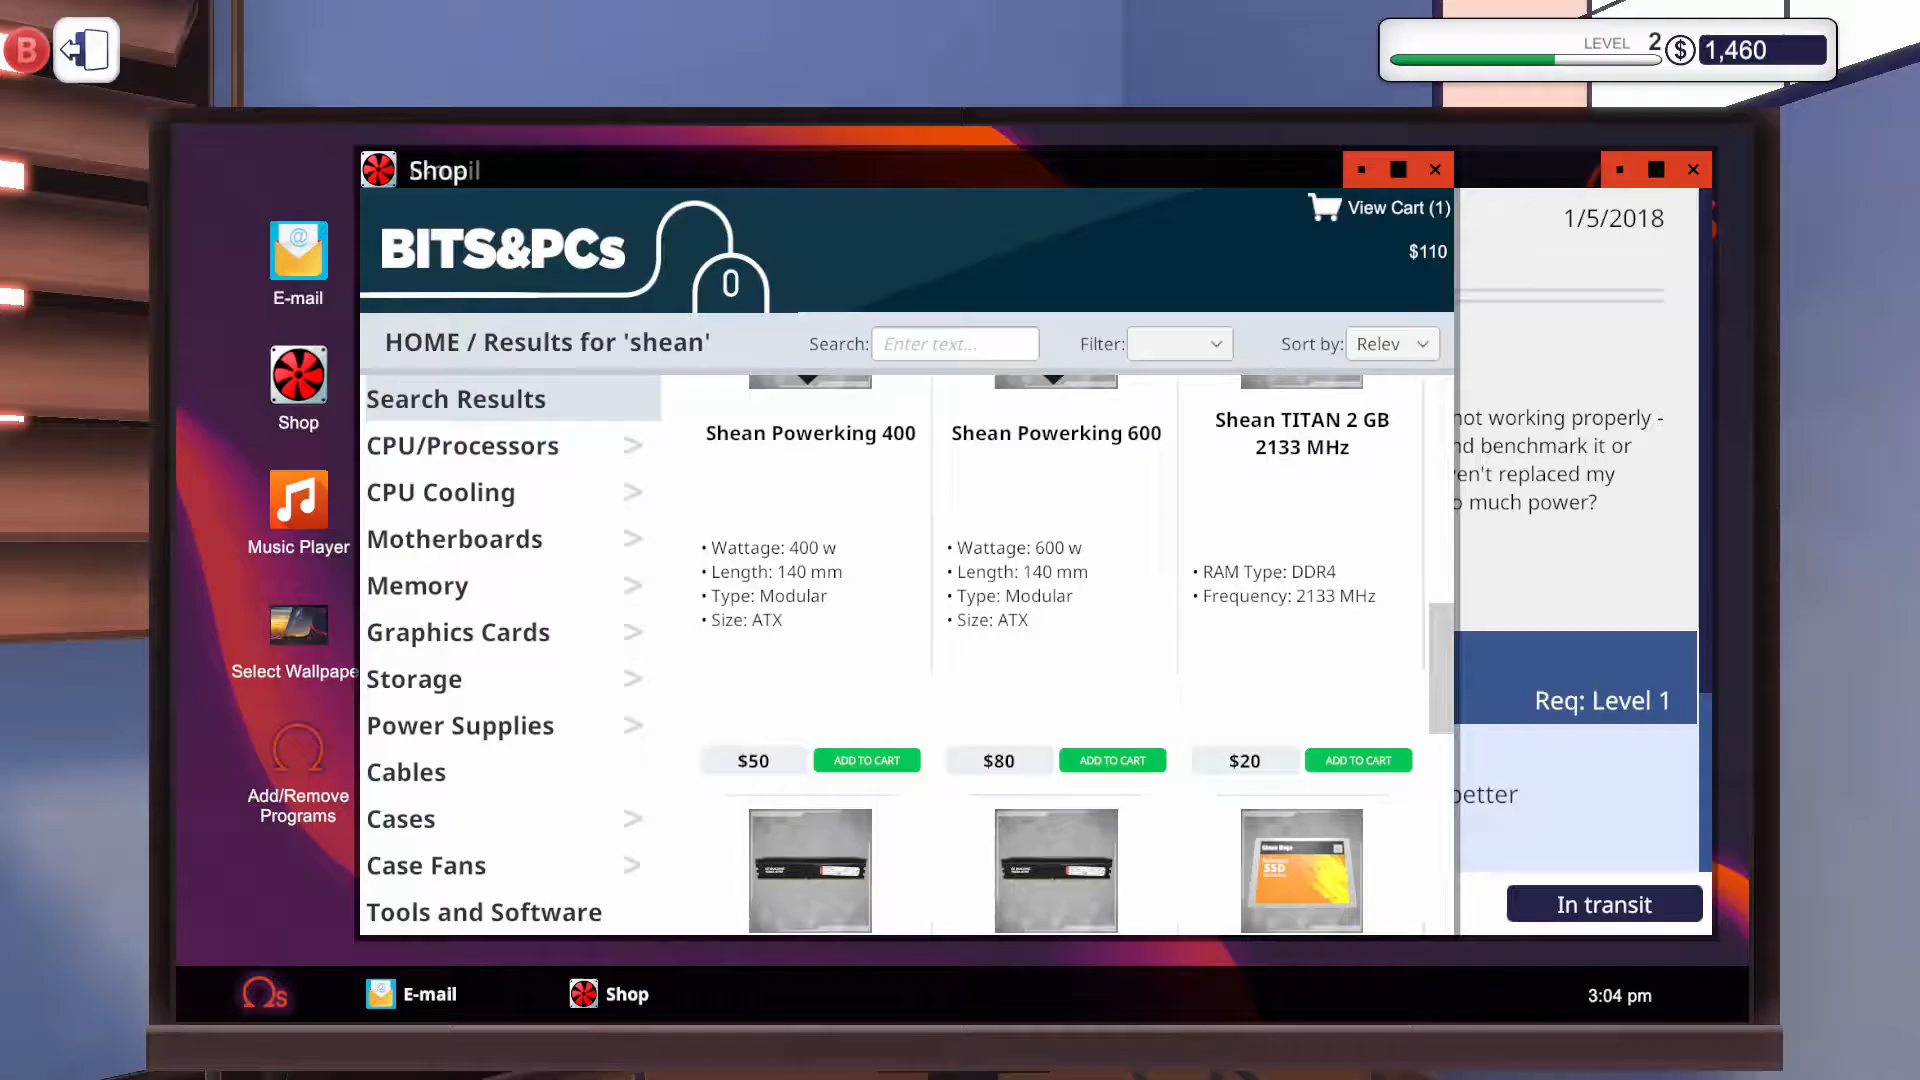 B
LEVEL 2
$ 1,460
Shop
View Cart (1)
BITS&PCs
$110
1/5/2018
HOME / Results for 'shean'
Search: Enter text...
Filter:
Sort by: Relev
Search Results
CPU/Processors >
CPU Cooling >
Motherboards >
Memory >
Graphics Cards >
Storage >
Power Supplies >
Cables
Cases >
Case Fans >
Tools and Software
Shean Powerking 400
• Wattage: 400 w
• Length: 140 mm
• Type: Modular
• Size: ATX
$50 ADD TO CART
Shean Powerking 600
• Wattage: 600 w
• Length: 140 mm
• Type: Modular
• Size: ATX
$80 ADD TO CART
Shean TITAN 2 GB
2133 MHz
• RAM Type: DDR4
• Frequency: 2133 MHz
$20 ADD TO CART
SSD
not working properly -
nd benchmark it or
en't replaced my
o much power?
Req: Level 1
better
In transit
E-mail
Shop
Music Player
Select Wallpape
Add/Remove
Programs
E-mail
Shop
3:04 pm